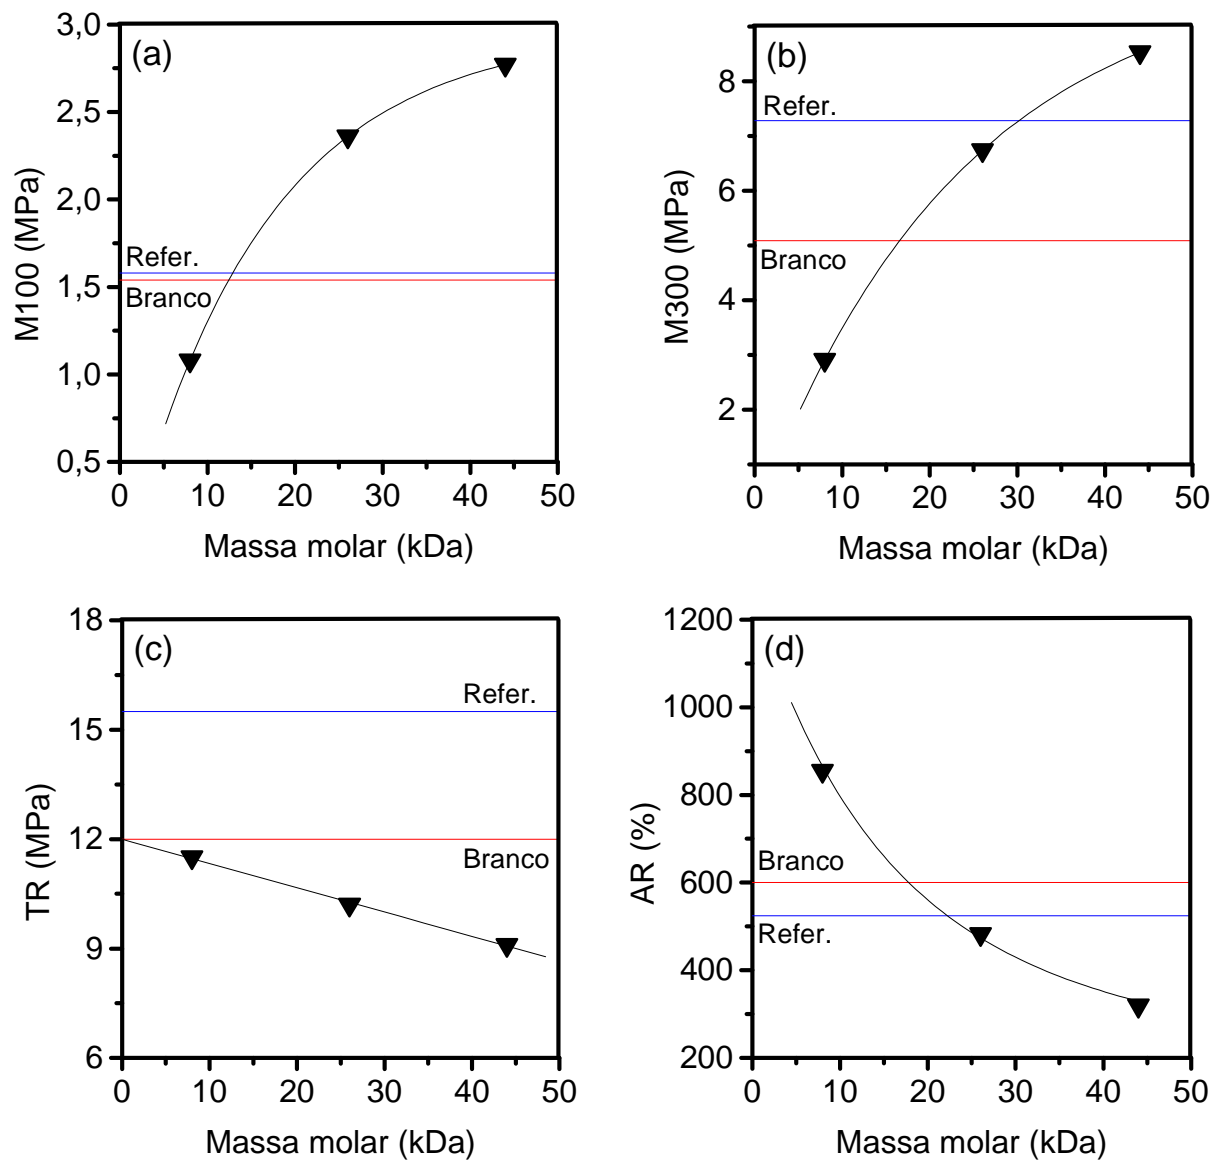 (a)
3,0
2,5
2,0
1,5
1,0
0,5
M100 (MPa)
Refer.
Branco
0 10 20 30 40 50
Massa molar (kDa)
(b)
8
6
4
2
M300 (MPa)
Refer.
Branco
0 10 20 30 40 50
Massa molar (kDa)
(c)
18
15
12
9
6
TR (MPa)
Refer.
Branco
0 10 20 30 40 50
Massa molar (kDa)
(d)
1200
1000
800
600
400
200
AR (%)
Branco
Refer.
0 10 20 30 40 50
Massa molar (kDa)